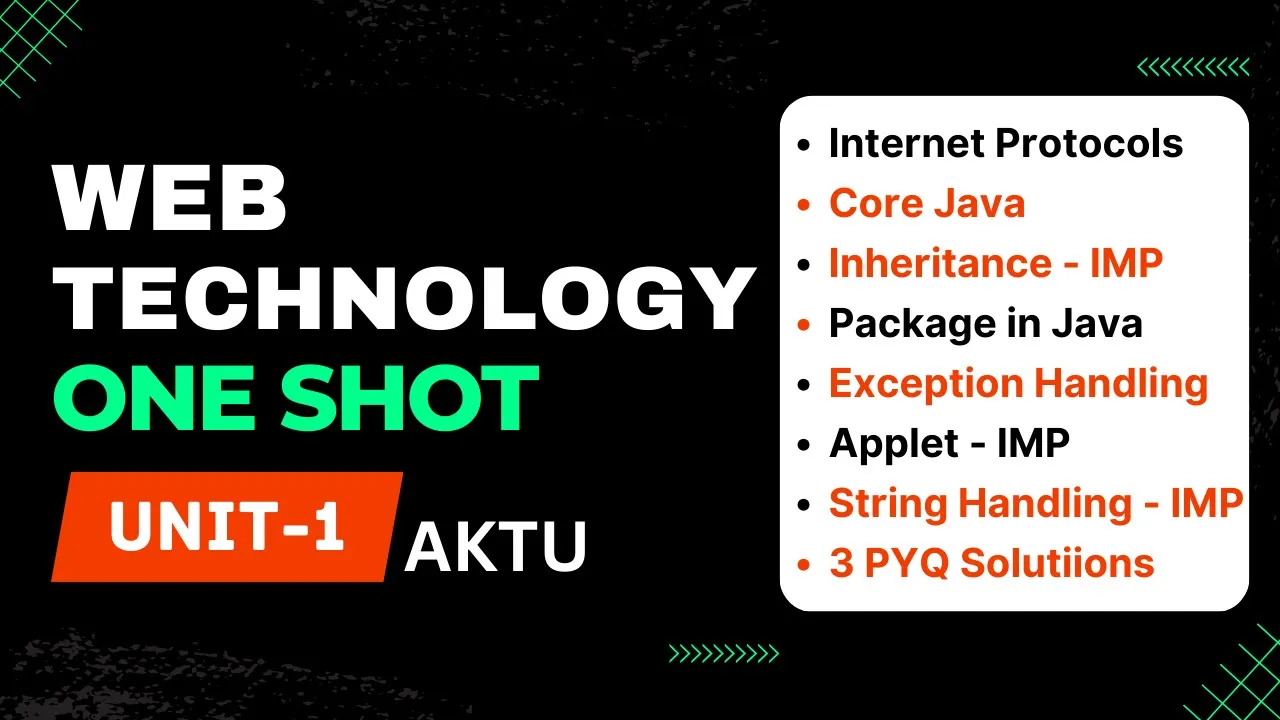 WEB
TECHNOLOGY
ONE SHOT
UNIT-1
AKTU
• Internet Protocols
• Core Java
• Inheritance - IMP
• Package in Java
• Exception Handling
• Applet - IMP
• String Handling - IMP
• 3 PYQ Solutiions